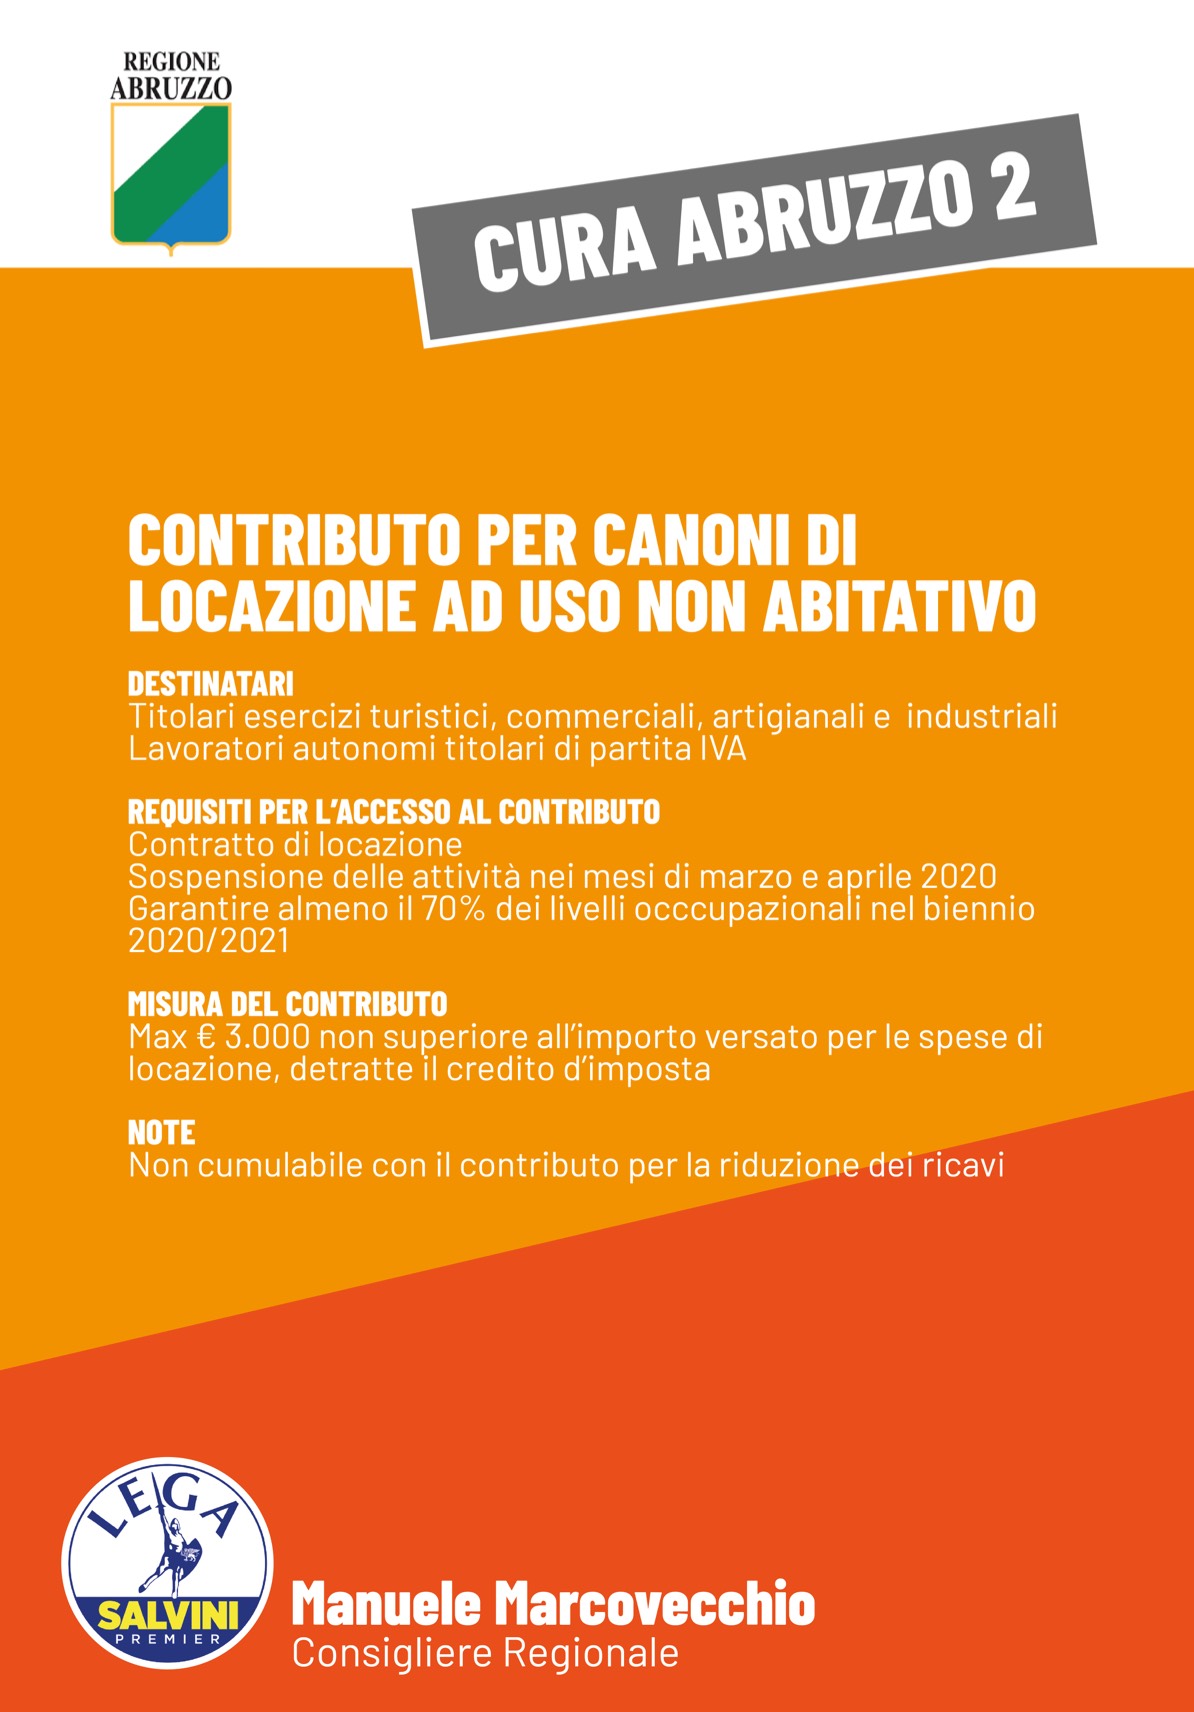 REGIONE
ABRUZZO
CURA ABRUZZO 2
CONTRIBUTO PER CANONI DI
LOCAZIONE AD USO NON ABITATIVO
DESTINATARI
Titolari esercizi turistici, commerciali, artigianali e  industriali
Lavoratori autonomi titolari di partita IVA
REQUISITI PER L'ACCESSO AL CONTRIBUTO
Contratto di locazione
Sospensione delle attività nei mesi di marzo e aprile 2020
Garantire almeno il 70% dei livelli occcupazionali nel biennio
2020/2021
MISURA DEL CONTRIBUTO
Max € 3.000 non superiore all'importo versato per le spese di
locazione, detratte il credito d'imposta
NOTE
Non cumulabile con il contributo per la riduzione dei ricavi
LEGA
SALVINI
PREMIER
Manuele Marcovecchio
Consigliere Regionale